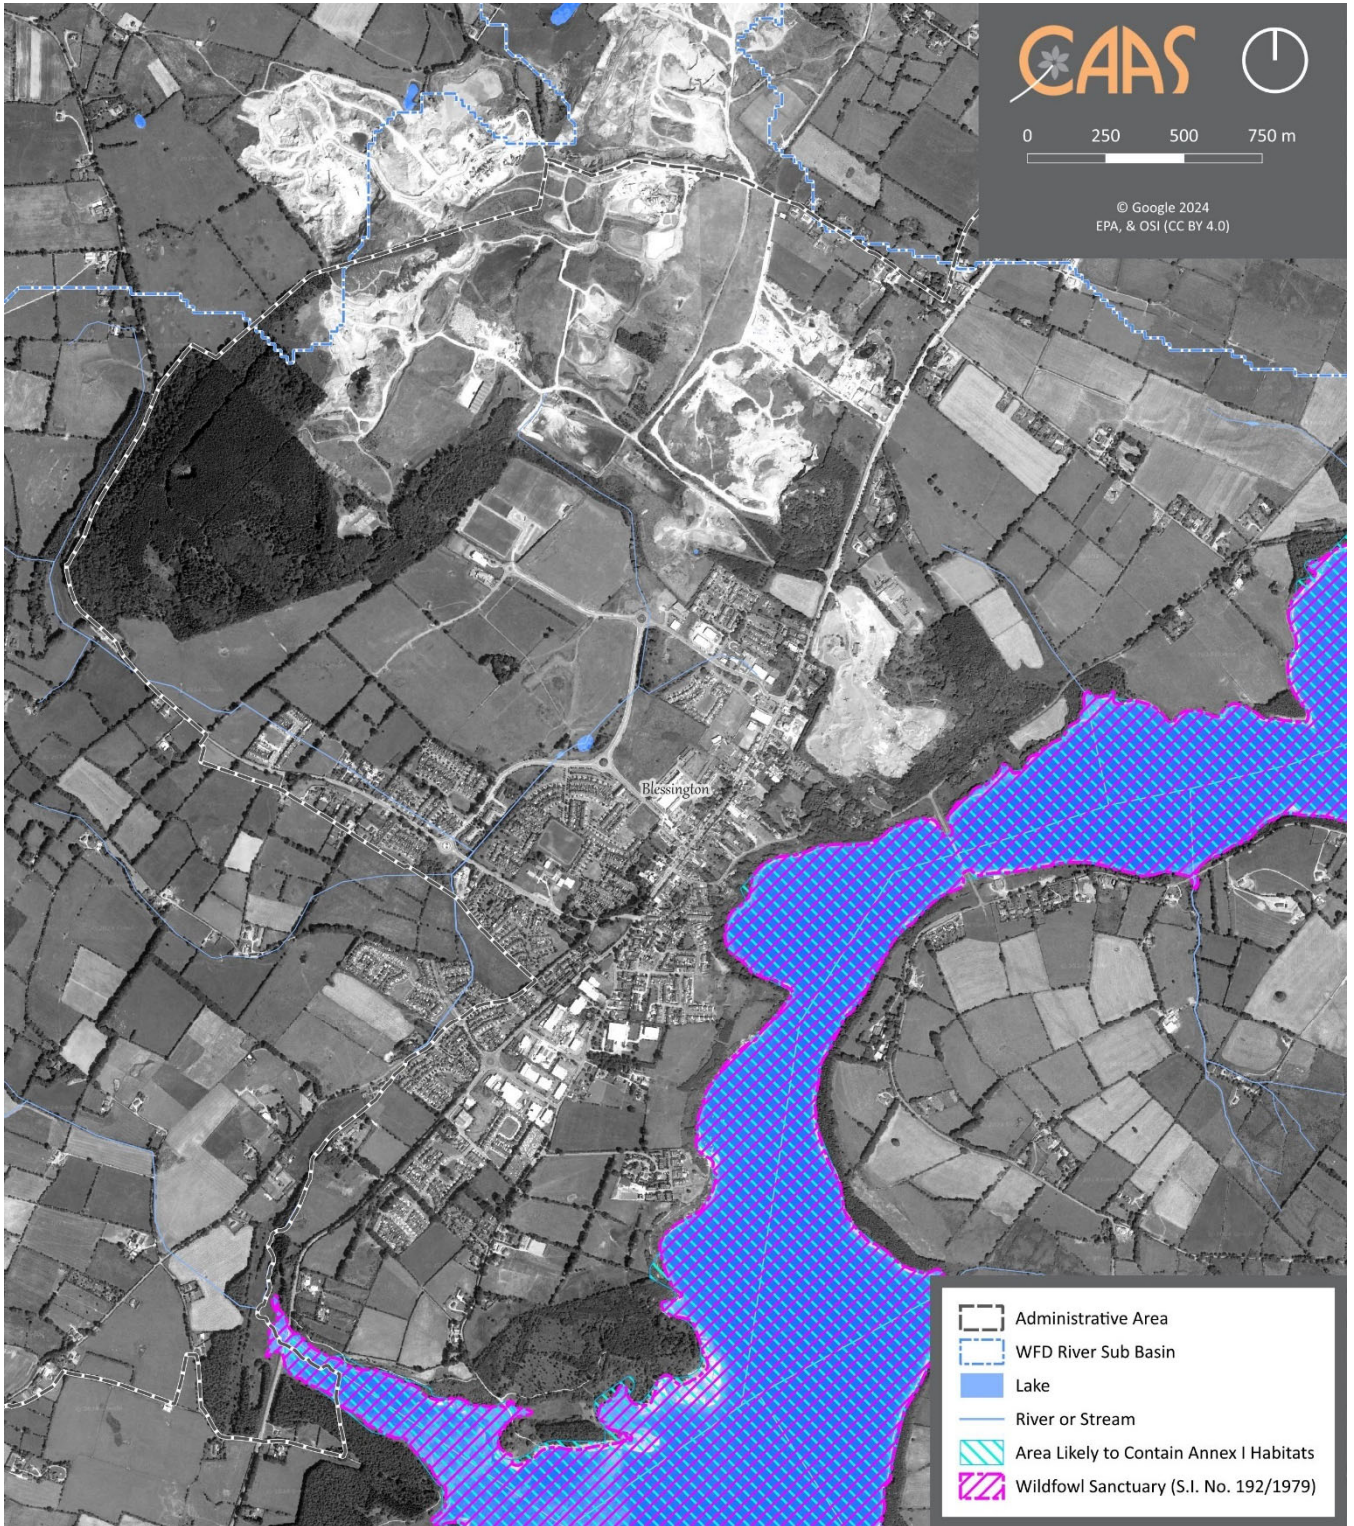 CAAS
0 250 500 750 m
© Google 2024
EPA, & OSI (CC BY 4.0)
Blessington
Administrative Area
WFD River Sub Basin
Lake
River or Stream
Area Likely to Contain Annex I Habitats
Wildfowl Sanctuary (S.I. No. 192/1979)